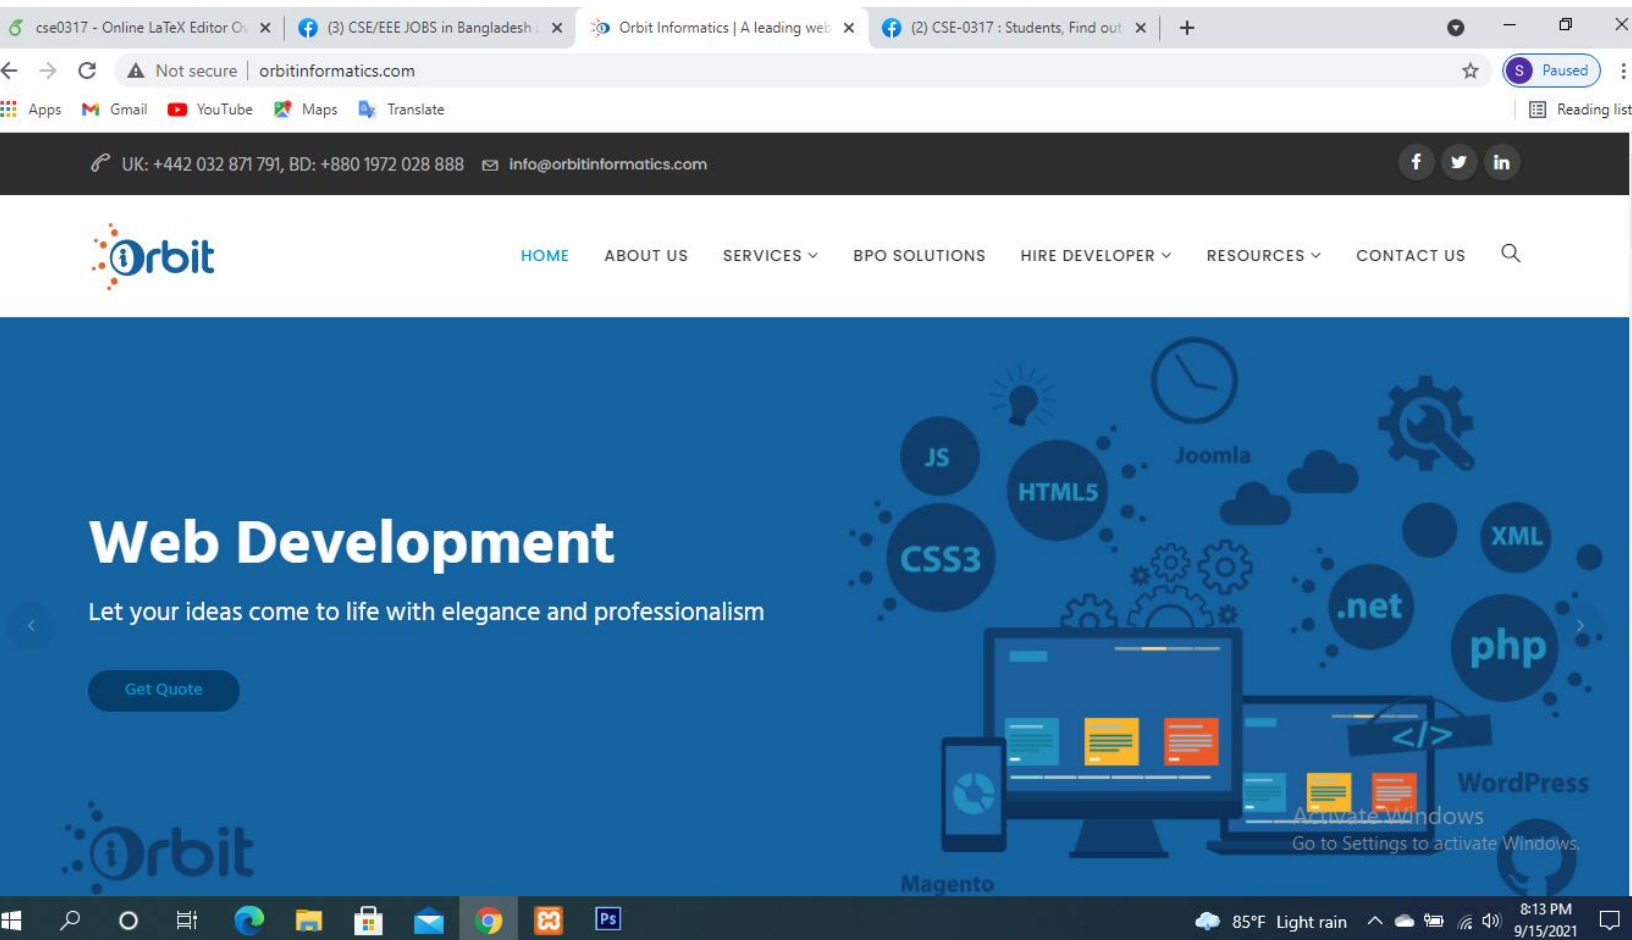 cse0317 - Online LaTeX Editor Ov
(3) CSE/EEE JOBS in Bangladesh
Orbit Informatics | A leading web
(2) CSE-0317 : Students, Find out
Not secure | orbitinformatics.com
S Paused
Apps Gmail YouTube Maps Translate
Reading list
UK: +442 032 871 791, BD: +880 1972 028 888 info@orbitinformatics.com
Orbit
HOME ABOUT US SERVICES BPO SOLUTIONS HIRE DEVELOPER RESOURCES CONTACT US
Web Development
Let your ideas come to life with elegance and professionalism
Get Quote
JS
HTML5
Joomla
CSS3
XML
.net
php
</>
WordPress
Magento
Orbit
Activate Windows
Go to Settings to activate Windows.
Ps
85°F Light rain
8:13 PM
9/15/2021